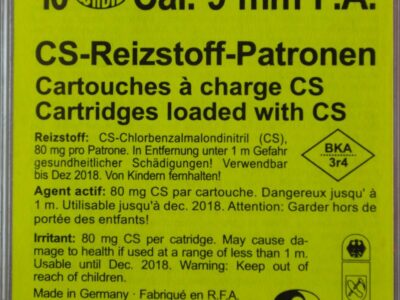 10 Cal. 9 mm P.A.
CS-Reizstoff-Patronen
Cartouches à charge CS
Cartridges loaded with CS
Reizstoff: CS-Chlorbenzalmalondinitril (CS),
80 mg pro Patrone. In Entfernung unter 1 m Gefahr
gesundheitlicher Schädigung! Verwendbar
bis Dez 2018. Von Kindern fernhalten!
BKA
3r4
Agent actif: 80 mg CS par cartouche. Dangereux jusqu' à
1 m. Utilisable jusqu'à dec. 2018. Attention: Garder hors de
portée des entfants!
Irritant: 80 mg CS per catridge. May cause da-
mage to health if used at a range of less than 1 m.
Usable until Dec. 2018. Warning: Keep out of
reach of children.
Made in Germany · Fabriqué en R.F.A.